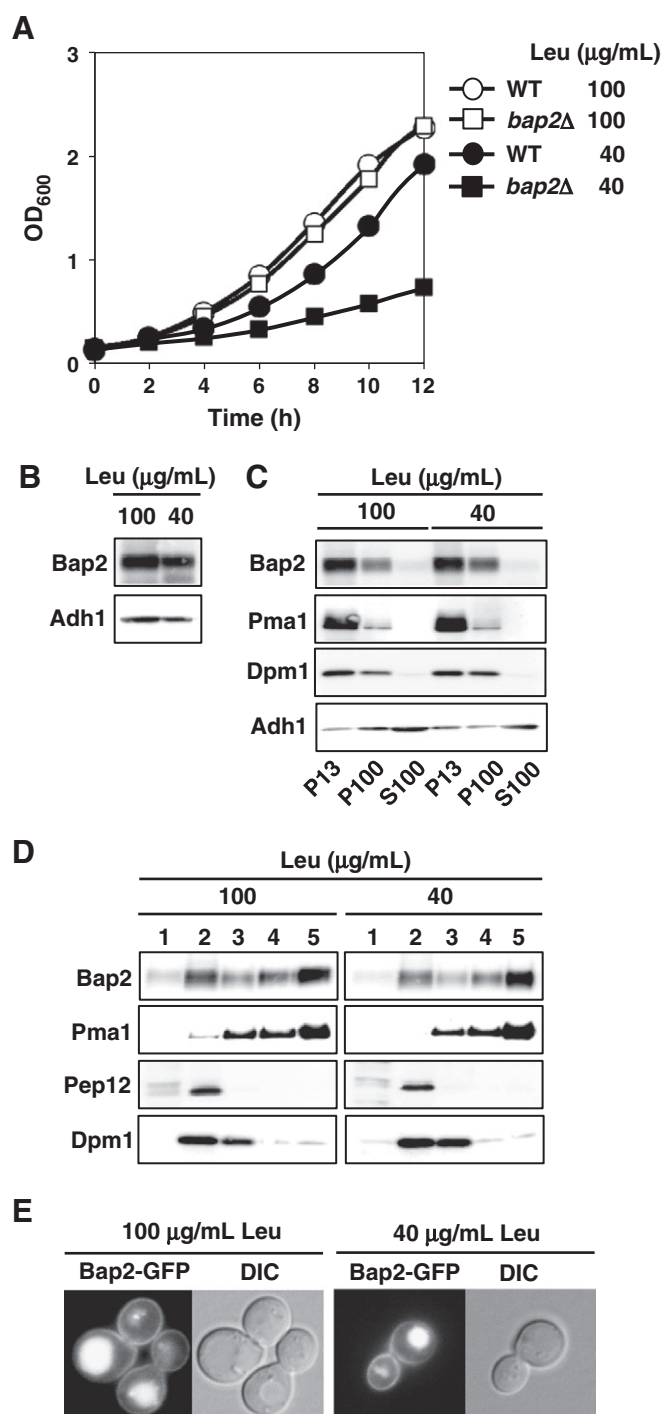 A
Leu (µg/mL)
WT 100
bap2Δ 100
WT 40
bap2Δ 40
3
2
1
0
OD600
0 2 4 6 8 10 12
Time (h)
B
Leu (µg/mL)
100 40
Bap2
Adh1
C
Leu (µg/mL)
100 40
Bap2
Pma1
Dpm1
Adh1
P13 P100 S100 P13 P100 S100
D
Leu (µg/mL)
100 40
1 2 3 4 5 1 2 3 4 5
Bap2
Pma1
Pep12
Dpm1
E
100 µg/mL Leu 40 µg/mL Leu
Bap2-GFP DIC Bap2-GFP DIC